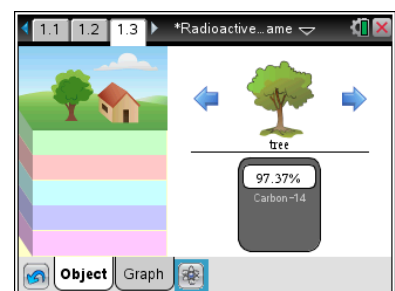 1.1 1.2 1.3 *Radioactive...ame
tree
97.37%
Carbon-14
Object Graph